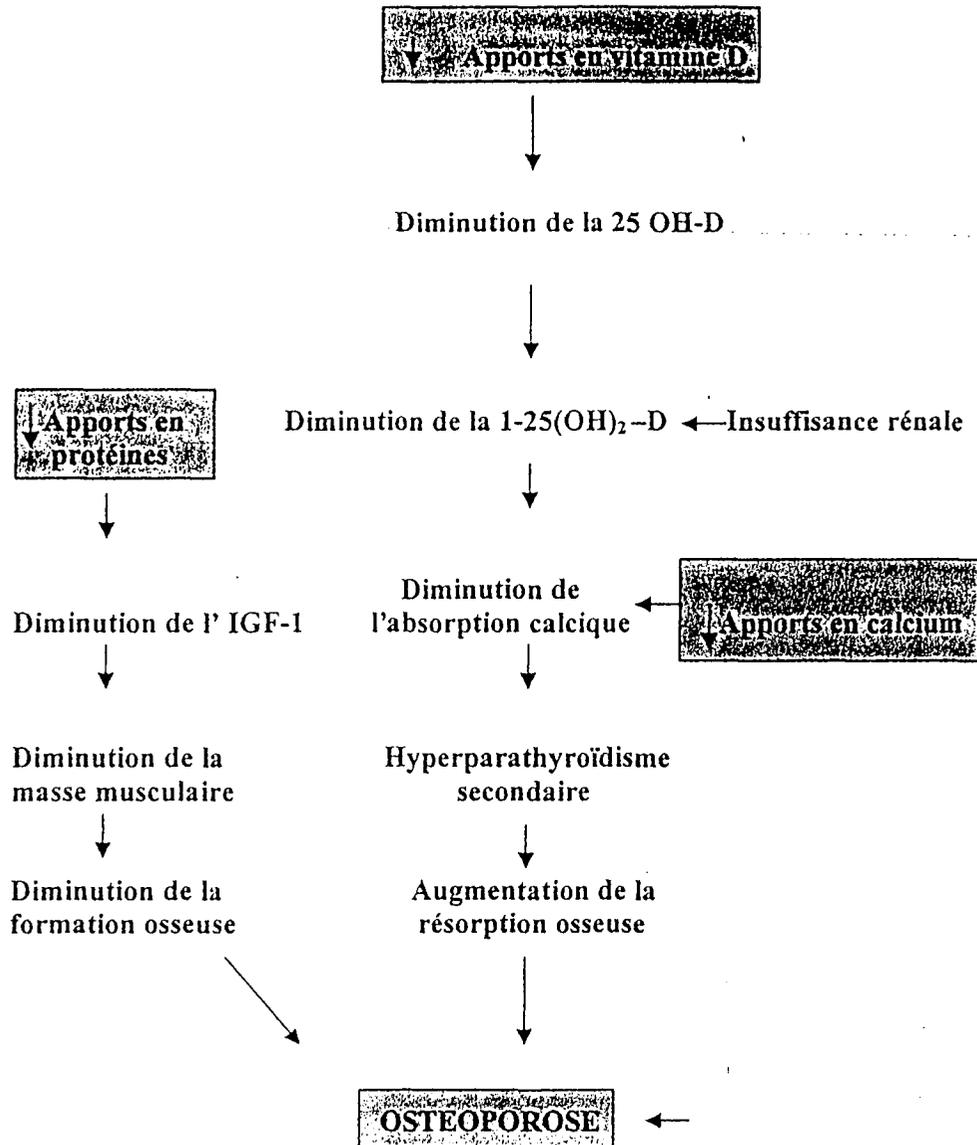 ↓ Apports en vitamine D
Diminution de la 25 OH-D
↓ Apports en
protéines
Diminution de la 1-25(OH)₂–D
Insuffisance rénale
Diminution de l' IGF-1
Diminution de
l'absorption calcique
↓ Apports en calcium
Diminution de la
masse musculaire
Hyperparathyroïdisme
secondaire
Diminution de la
formation osseuse
Augmentation de la
résorption osseuse
OSTEOPOROSE